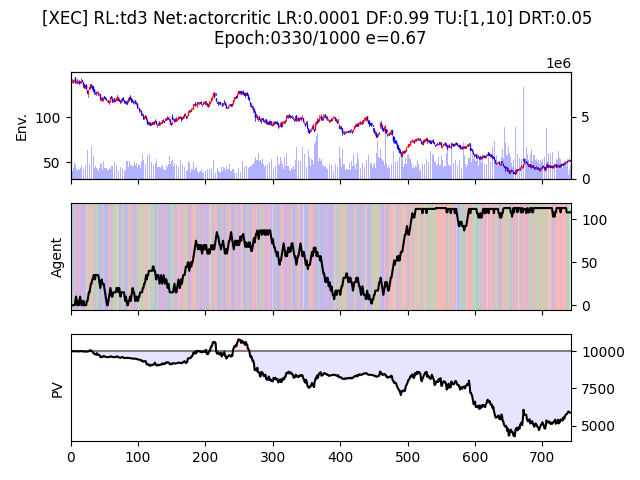 [XEC] RL:td3 Net:actorcritic LR:0.0001 DF:0.99 TU:[1,10] DRT:0.05
Epoch:0330/1000 e=0.67
1e6
Env.
100
50
5
0
Agent
100
50
0
PV
10000
7500
5000
0 100 200 300 400 500 600 700